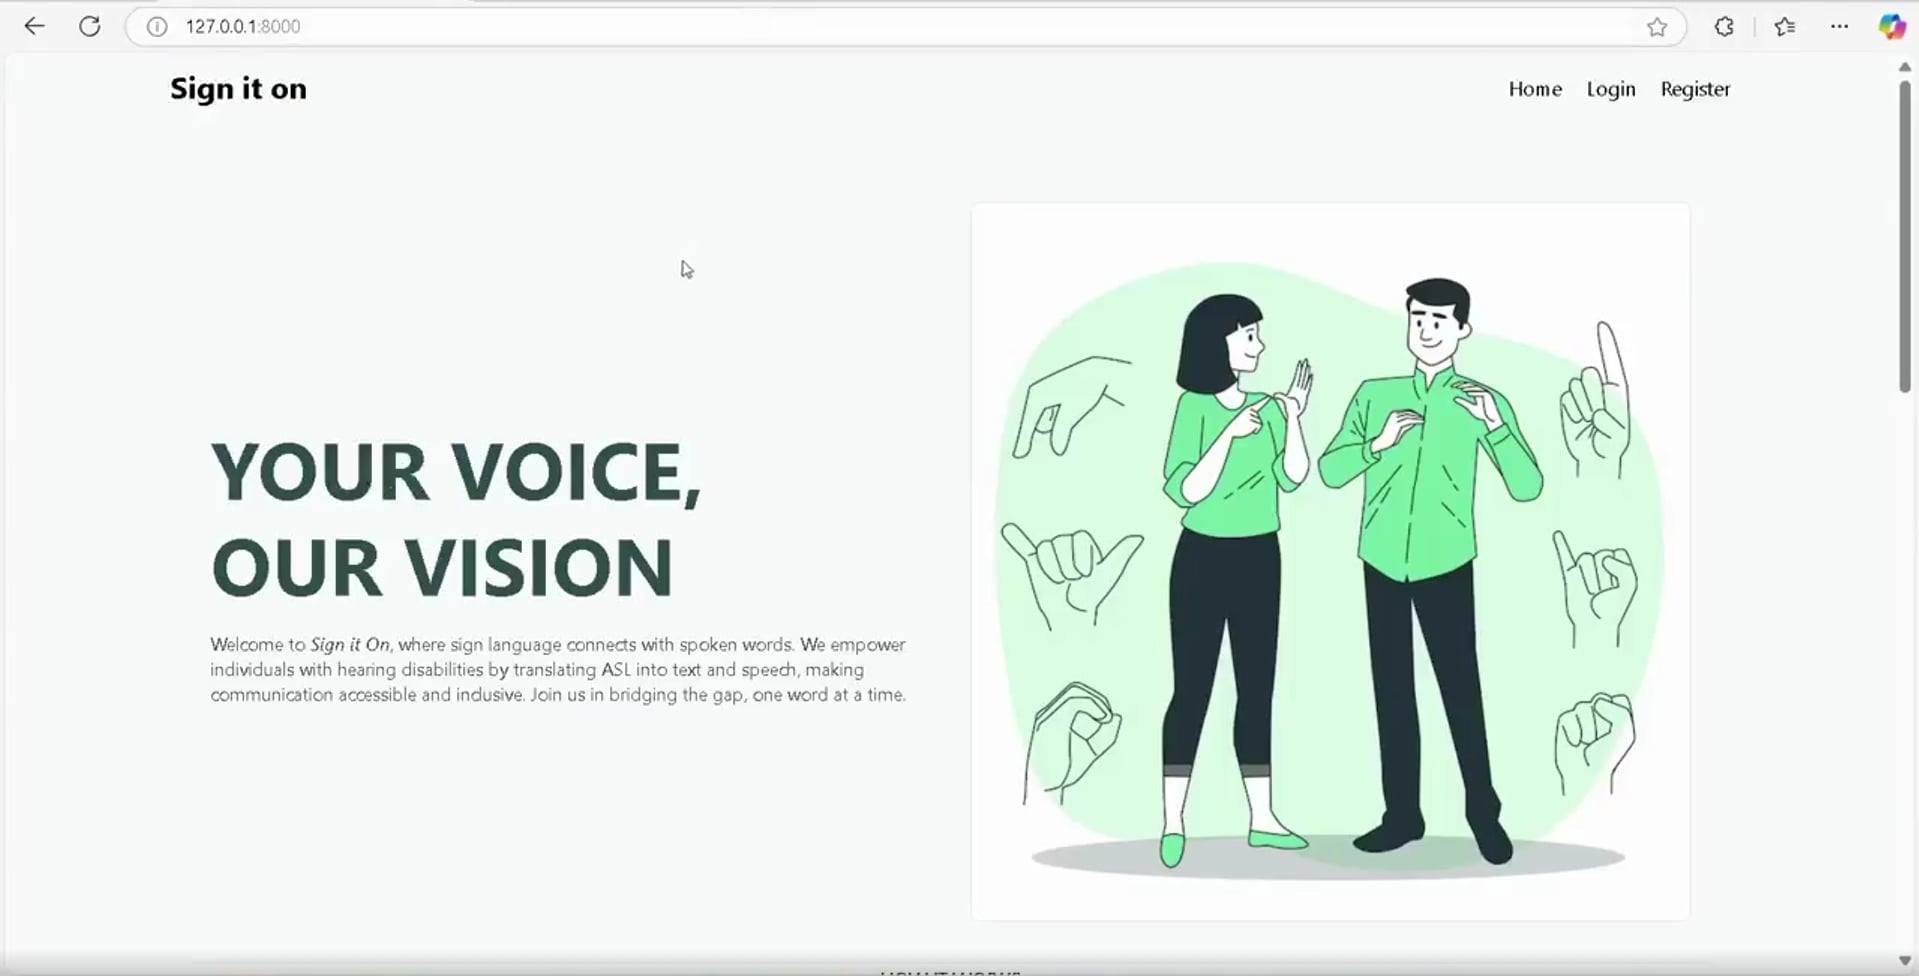 127.0.0.1:8000
Sign it on
Home Login Register
YOUR VOICE,
OUR VISION
Welcome to Sign it On, where sign language connects with spoken words. We empower
individuals with hearing disabilities by translating ASL into text and speech, making
communication accessible and inclusive. Join us in bridging the gap, one word at a time.